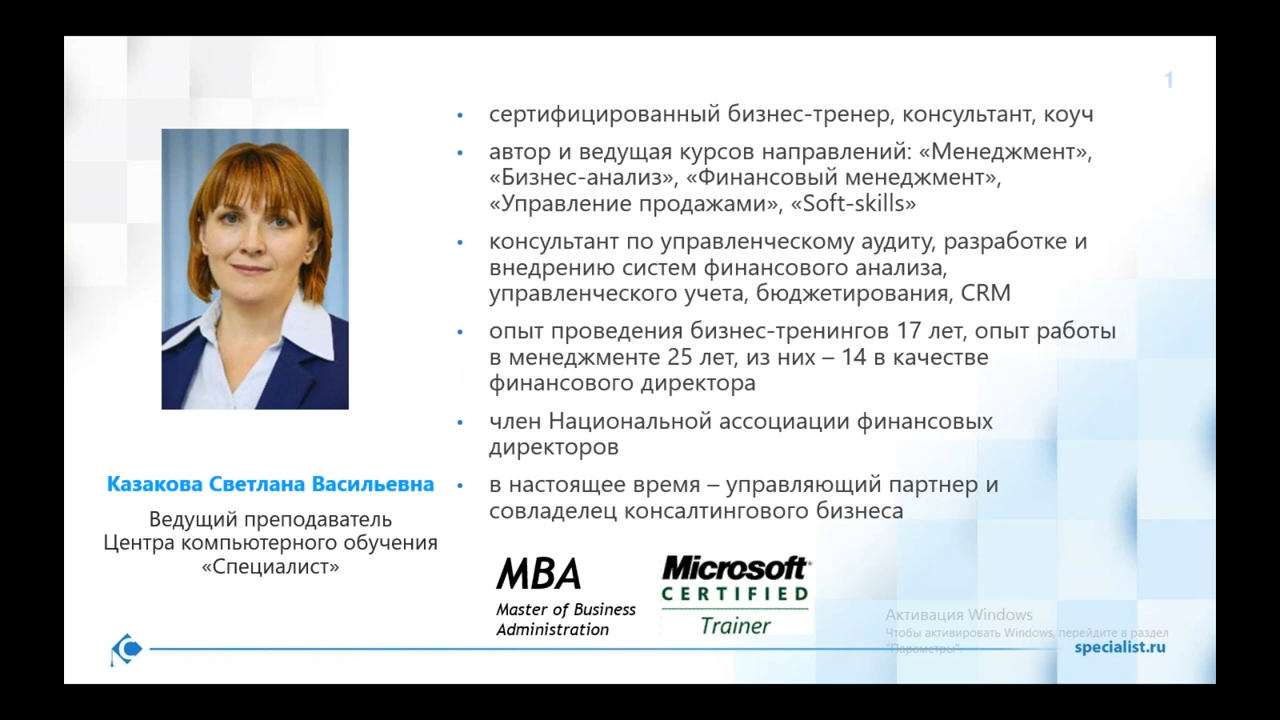 1
• сертифицированный бизнес-тренер, консультант, коуч
• автор и ведущая курсов направлений: «Менеджмент»,
«Бизнес-анализ», «Финансовый менеджмент»,
«Управление продажами», «Soft-skills»
• консультант по управленческому аудиту, разработке и
внедрению систем финансового анализа,
управленческого учета, бюджетирования, CRM
• опыт проведения бизнес-тренингов 17 лет, опыт работы
в менеджменте 25 лет, из них – 14 в качестве
финансового директора
• член Национальной ассоциации финансовых
директоров
• в настоящее время – управляющий партнер и
совладелец консалтингового бизнеса
Казакова Светлана Васильевна
Ведущий преподаватель
Центра компьютерного обучения
«Специалист»
MBA
Master of Business
Administration
Microsoft
CERTIFIED
Trainer
Активация Windows
Чтобы активировать Windows, перейдите в раздел
"Параметры".
specialist.ru